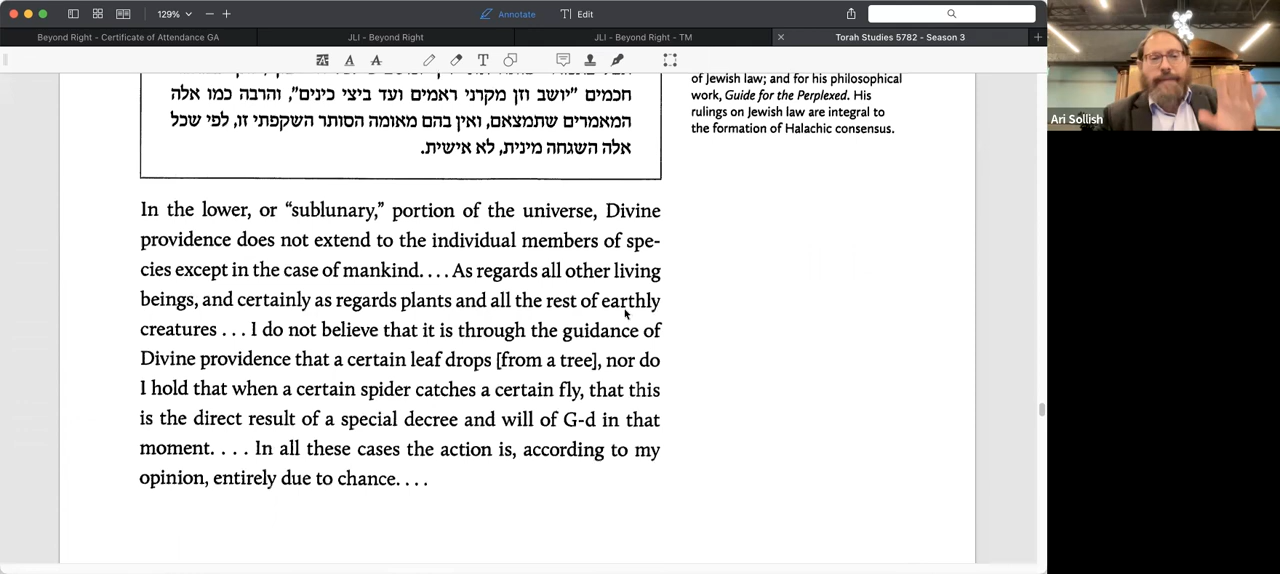 129%
Annotate
Edit
Beyond Right - Certificate of Attendance GA
JLI - Beyond Right
JLI - Beyond Right - TM
Torah Studies 5782 - Season 3
חכמים "יושב וזן מקרני ראמים ועד ביצי כינים", והרבה כמו אלה
המאמרים שתמצאם, ואין בהם מאומה הסותר השקפתי זו, לפי שכל
אלה השגחה מינית, לא אישית.
of Jewish law; and for his philosophical
work, Guide for the Perplexed. His
rulings on Jewish law are integral to
the formation of Halachic consensus.
In the lower, or “sublunary,” portion of the universe, Divine
providence does not extend to the individual members of spe-
cies except in the case of mankind. . . . As regards all other living
beings, and certainly as regards plants and all the rest of earthly
creatures . . . I do not believe that it is through the guidance of
Divine providence that a certain leaf drops [from a tree], nor do
I hold that when a certain spider catches a certain fly, that this
is the direct result of a special decree and will of G-d in that
moment. . . . In all these cases the action is, according to my
opinion, entirely due to chance. . . .
Ari Sollish